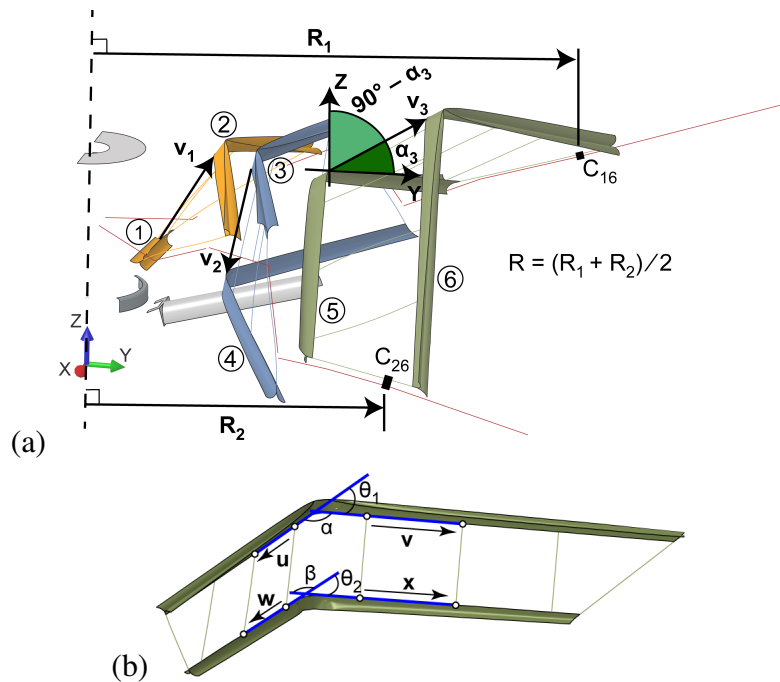 R₁
Z
90° – α₃
v₃
②
v₁
③
α₃
Y
C₁₆
①
v₂
R = (R₁ + R₂)/2
⑤
⑥
Z
Y
X
④
C₂₆
R₂
(a)
θ₁
α
v
u
β
θ₂
x
w
(b)